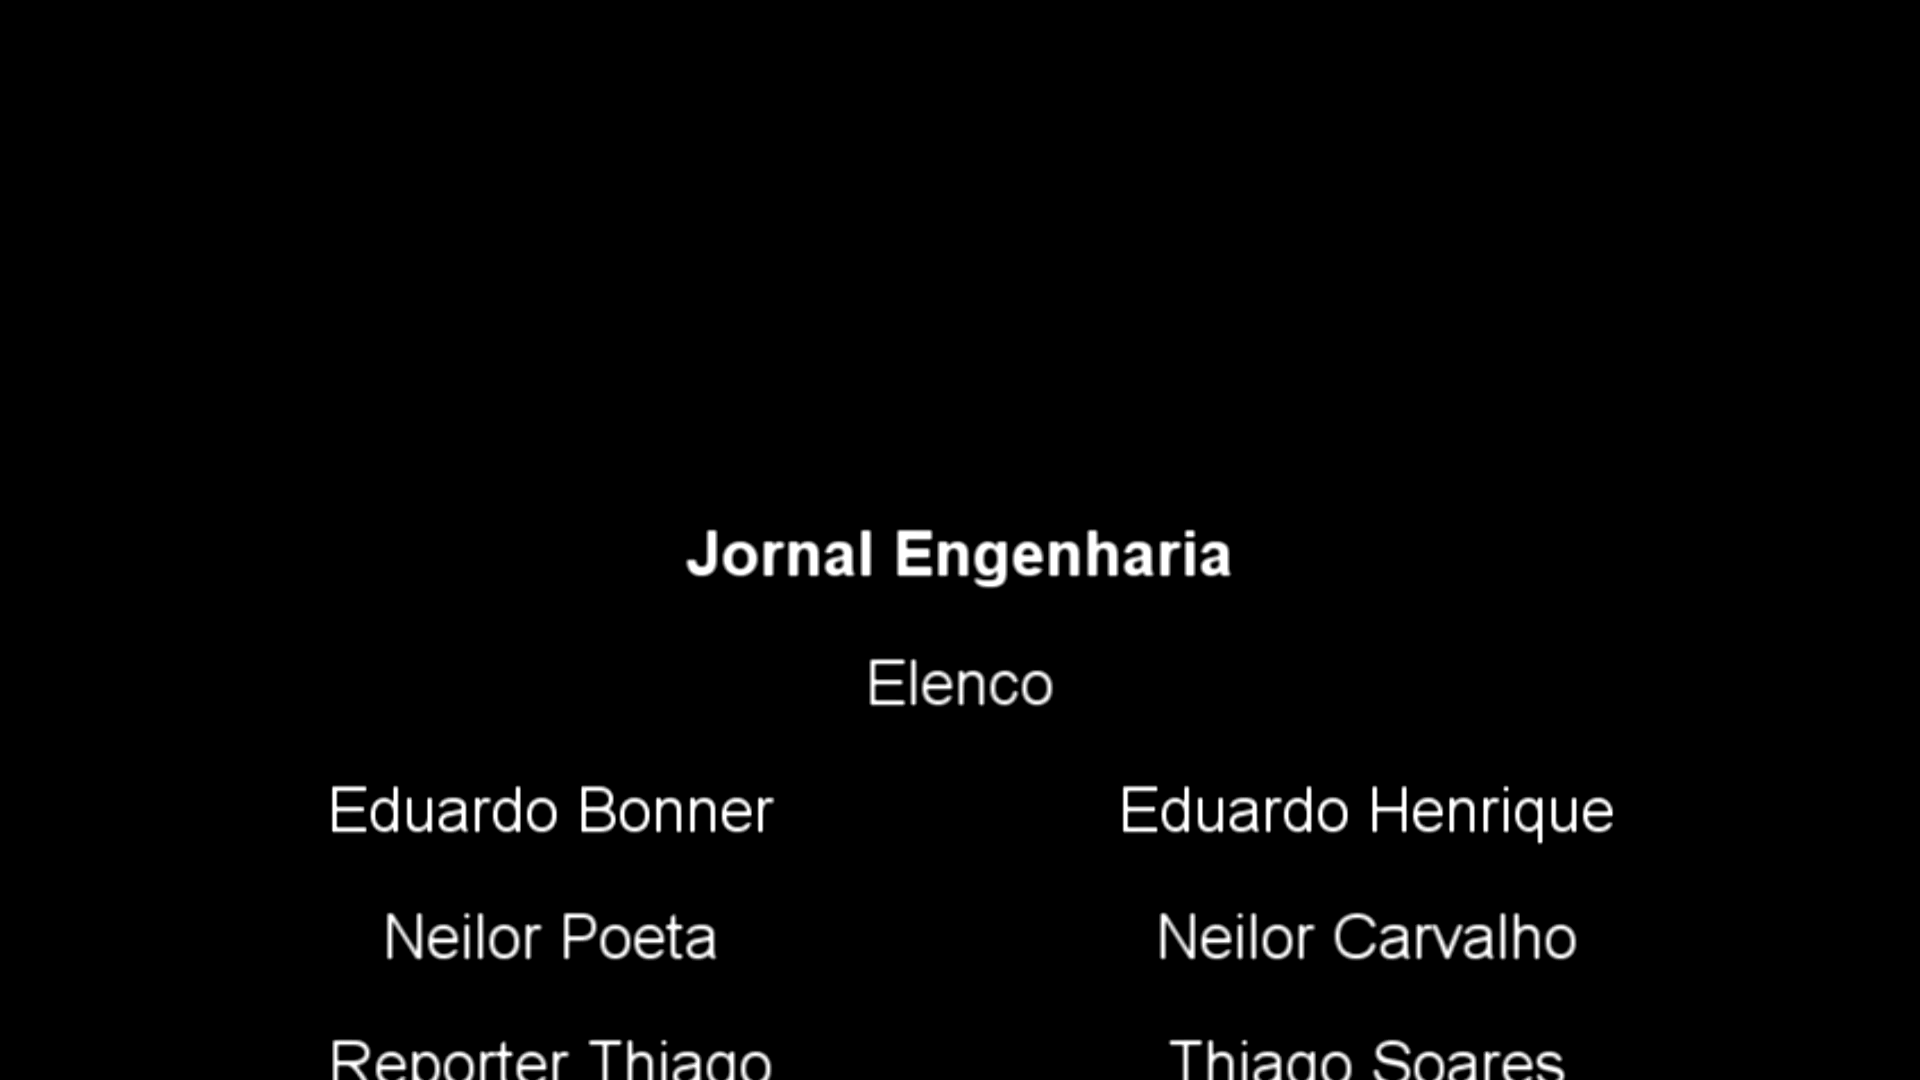 Jornal Engenharia
Elenco
Eduardo Bonner Eduardo Henrique
Neilor Poeta Neilor Carvalho
Reporter Thiago Thiago Soares